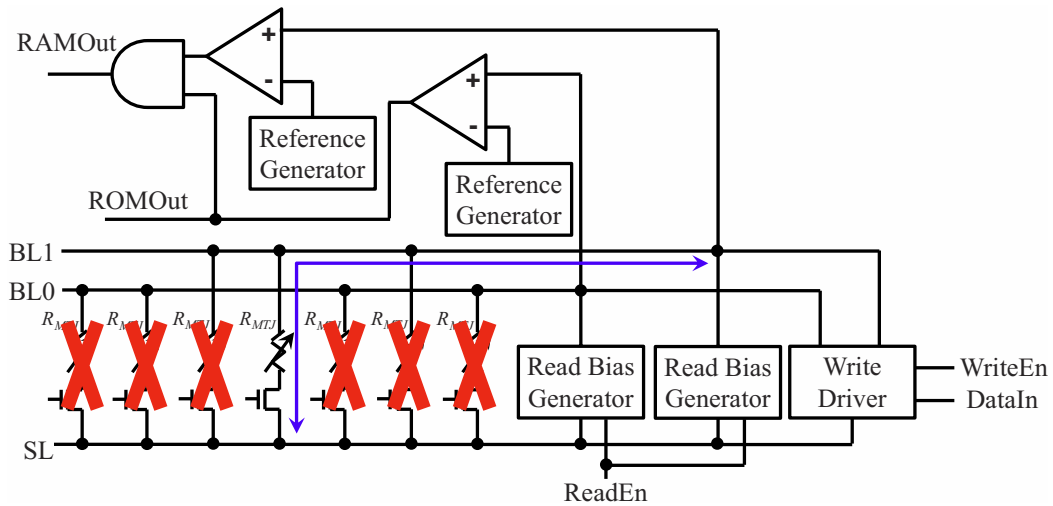 RAMOut
+
-
Reference
Generator
+
-
Reference
Generator
ROMOut
BL1
BL0
R_MTJ
Read Bias
Generator
Read Bias
Generator
Write
Driver
WriteEn
DataIn
SL
ReadEn